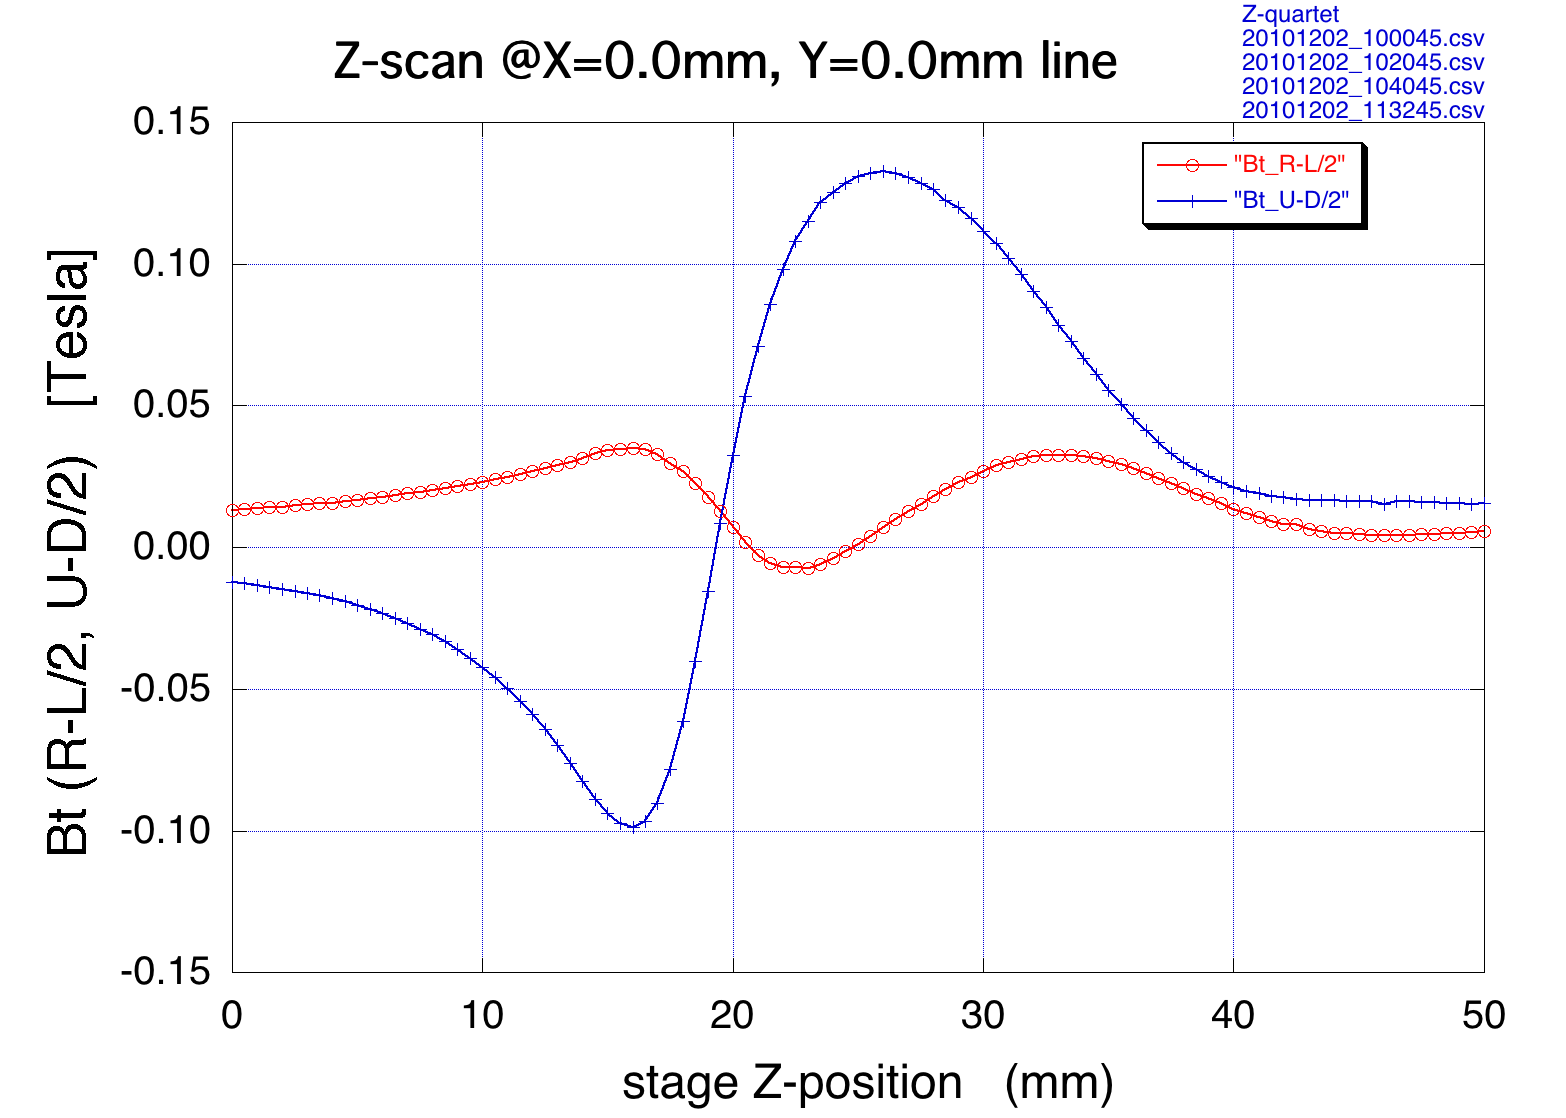 Z-quartet
20101202_100045.csv
20101202_102045.csv
20101202_104045.csv
20101202_113245.csv
Z-scan @X=0.0mm, Y=0.0mm line
"Bt_R-L/2"
"Bt_U-D/2"
Bt (R-L/2, U-D/2) [Tesla]
0.15
0.10
0.05
0.00
-0.05
-0.10
-0.15
0 10 20 30 40 50
stage Z-position (mm)